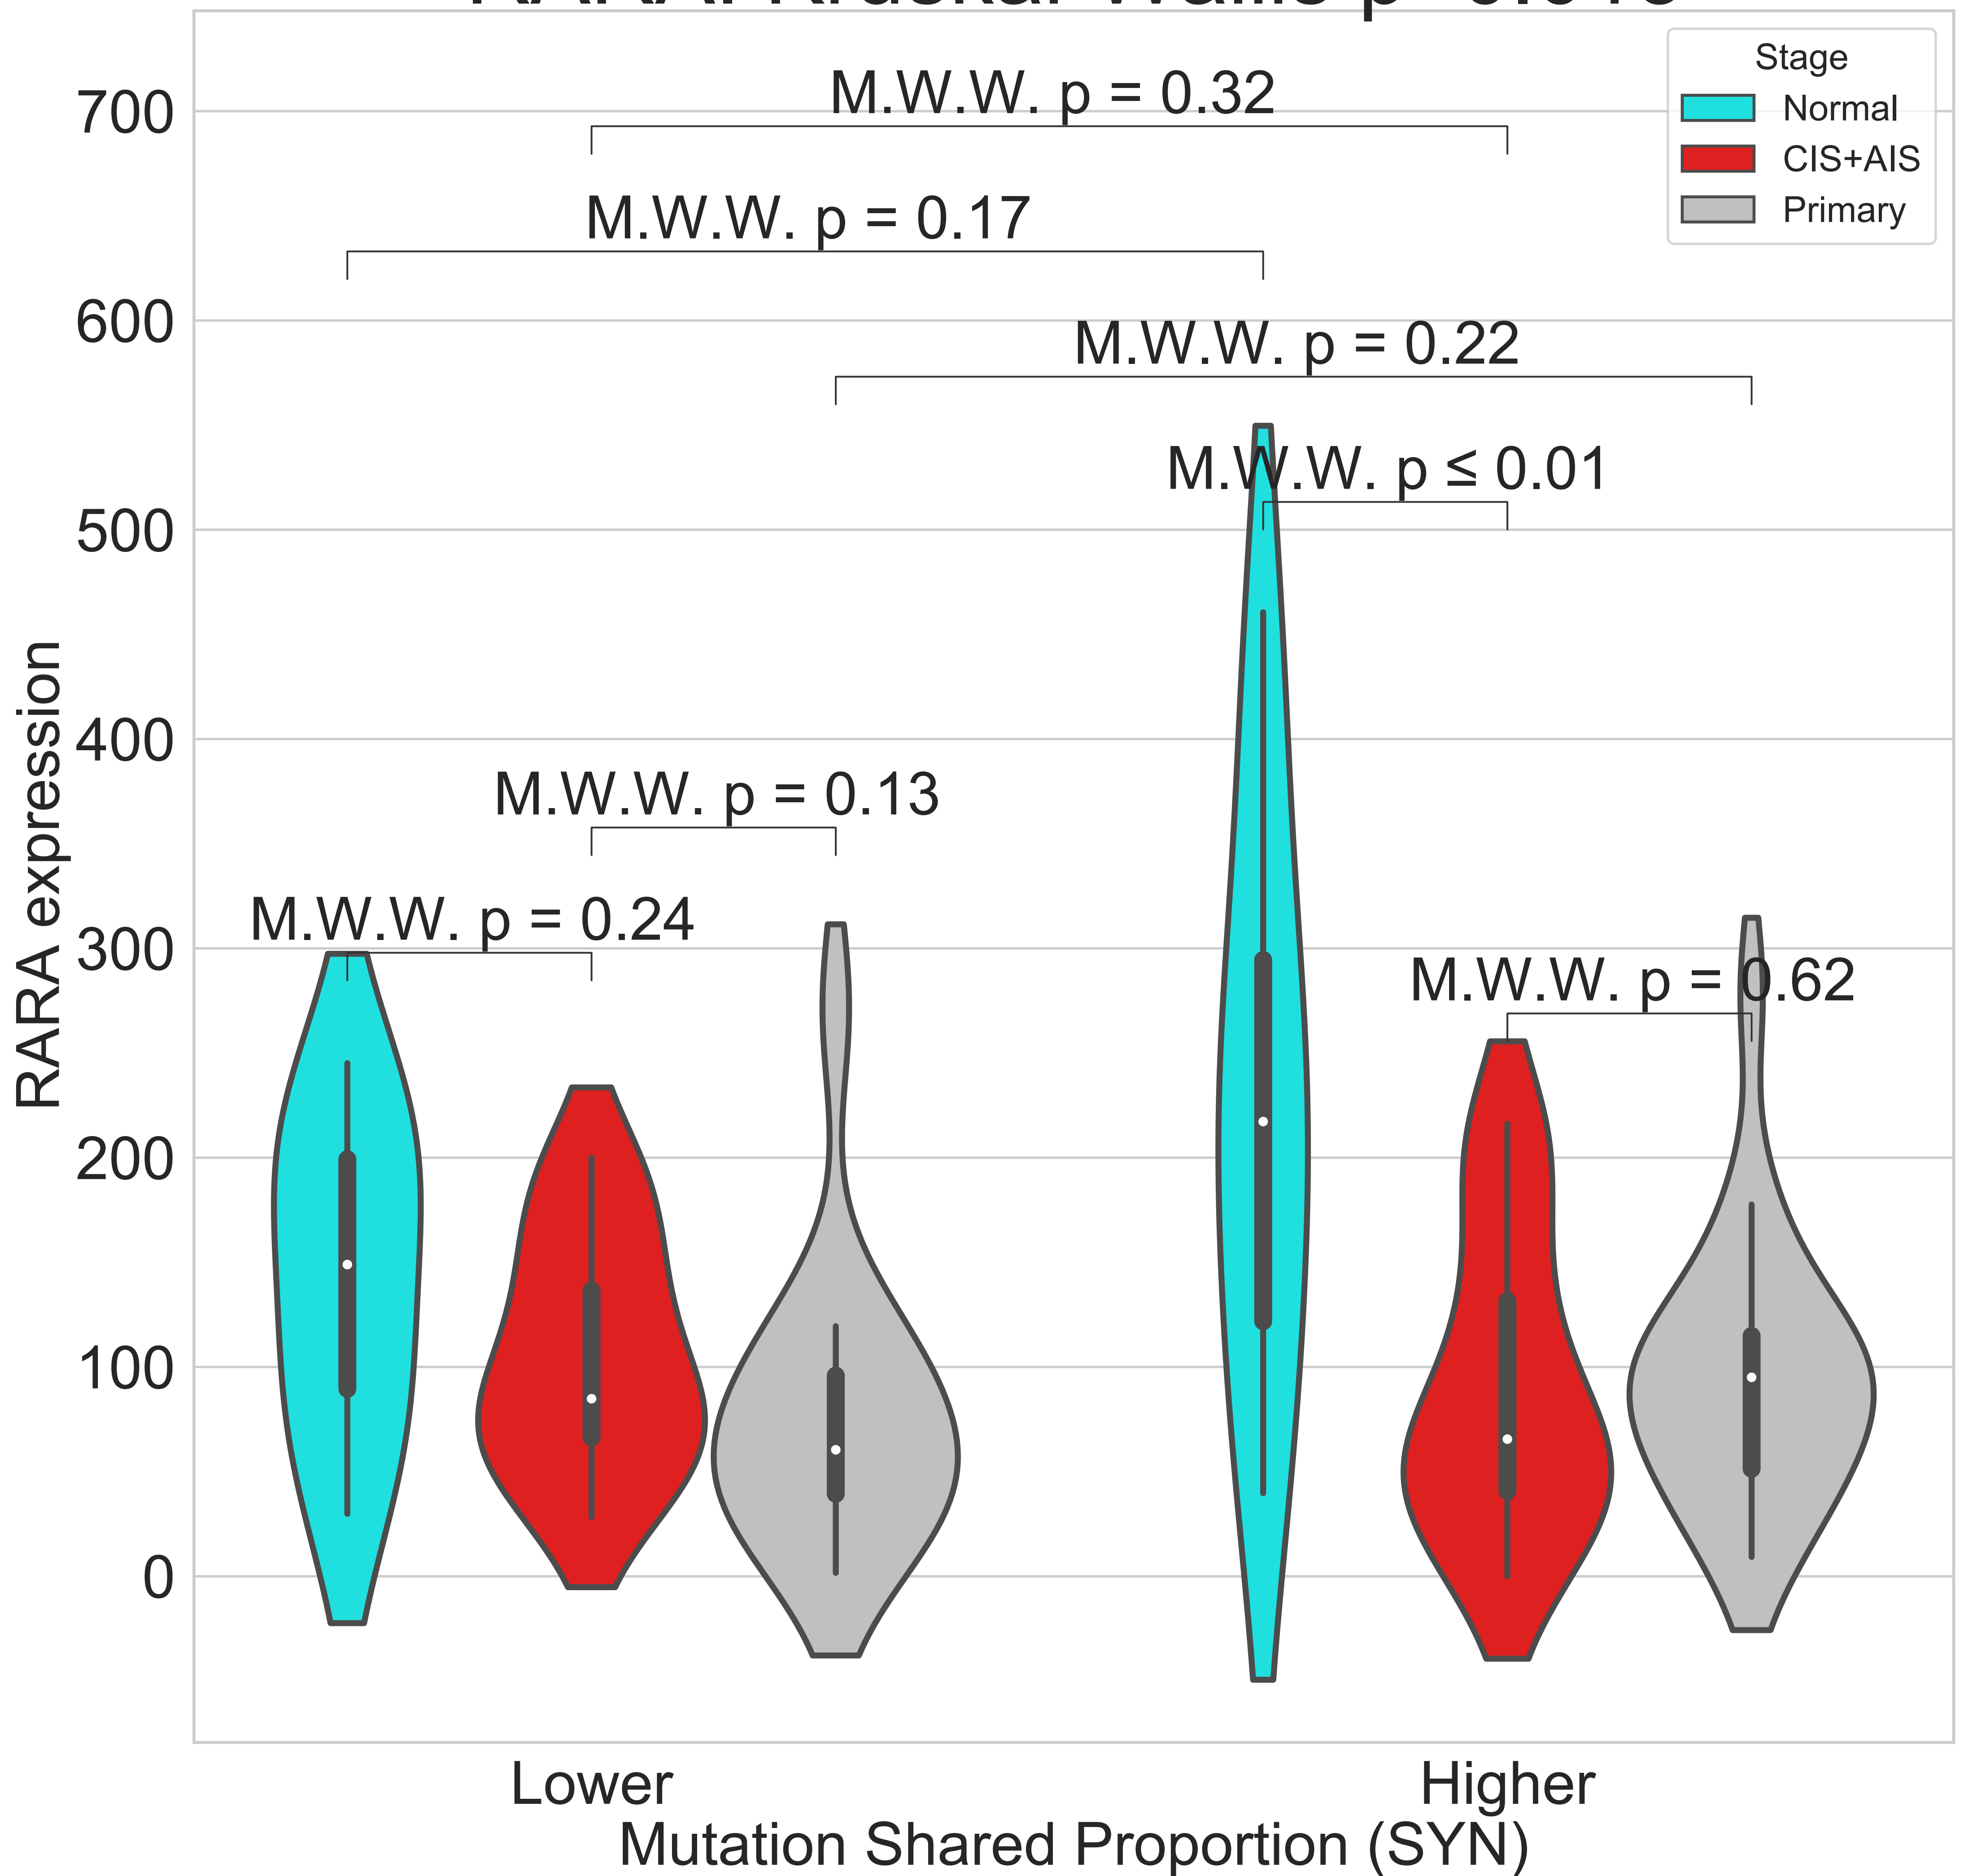 Stage
Normal
CIS+AIS
Primary
M.W.W. p = 0.32
M.W.W. p = 0.17
M.W.W. p = 0.22
M.W.W. p ≤ 0.01
M.W.W. p = 0.13
M.W.W. p = 0.24
M.W.W. p = 0.62
700
600
500
400
300
200
100
0
RARA expression
Lower
Higher
Mutation Shared Proportion (SYN)